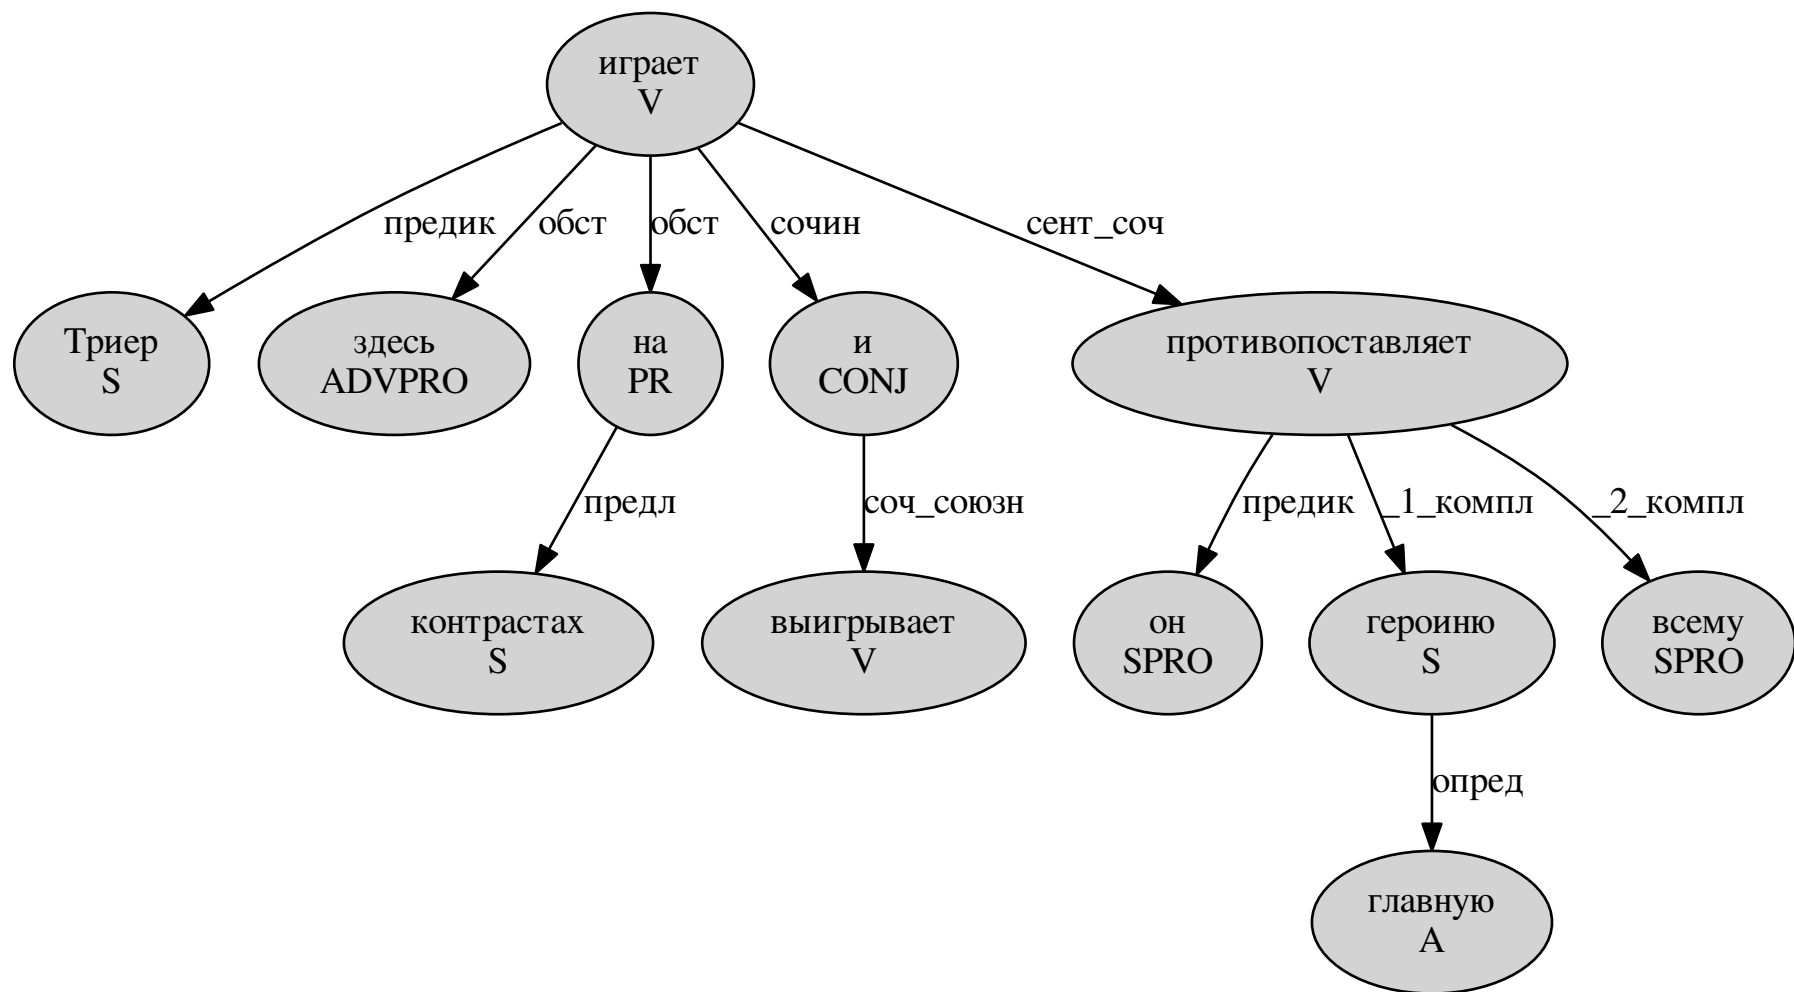 играет
V
предик
обст
обст
сочин
сент_соч
Триер
S
здесь
ADVPRO
на
PR
и
CONJ
противопоставляет
V
предл
соч_союзн
предик
_1_компл
_2_компл
контрастах
S
выигрывает
V
он
SPRO
героиню
S
всему
SPRO
опред
главную
A